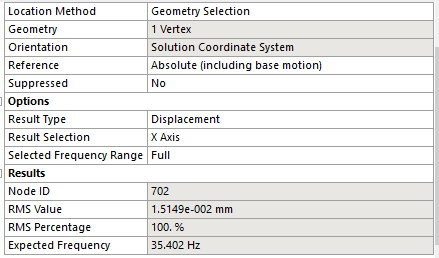 Location Method Geometry Selection
Geometry 1 Vertex
Orientation Solution Coordinate System
Reference Absolute (including base motion)
Suppressed No
Options
Result Type Displacement
Result Selection X Axis
Selected Frequency Range Full
Results
Node ID 702
RMS Value 1.5149e-002 mm
RMS Percentage 100. %
Expected Frequency 35.402 Hz